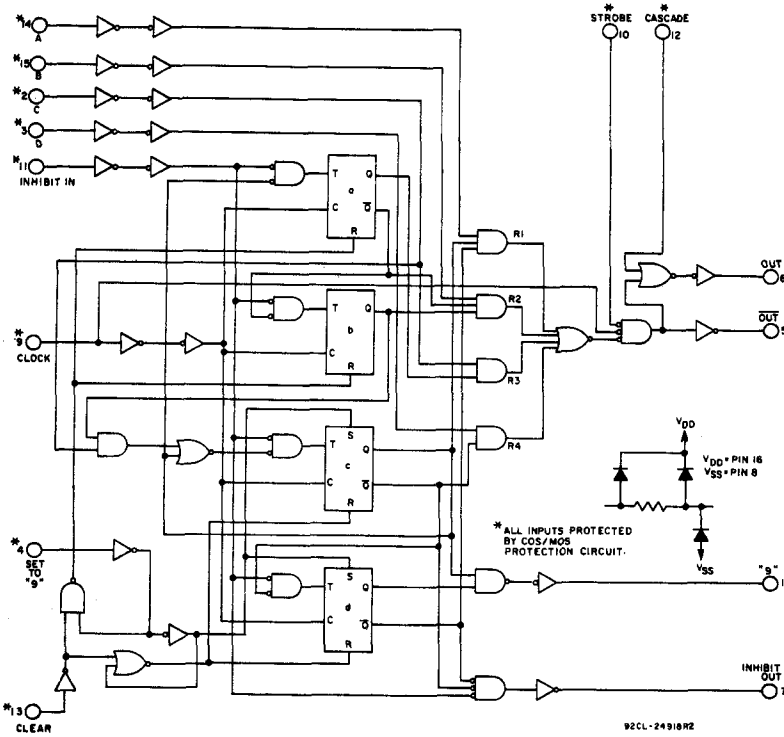 *14
A
*15
B
*2
C
*3
D
*11
INHIBIT IN
*
STROBE
10
*
CASCADE
12
T Q
a
C Q̅
R
T
b
C
R
*9
CLOCK
R1
R2
R3
R4
OUT
6
O̅U̅T̅
5
S
T Q
c
C Q̅
R
VDD
VDD = PIN 16
VSS = PIN 8
VSS
*ALL INPUTS PROTECTED
BY COS/MOS
PROTECTION CIRCUIT.
*4
SET
TO
"9"
S
T Q
d
C Q̅
R
"9"
1
INHIBIT
OUT
7
*13
CLEAR
92CL-24918R2